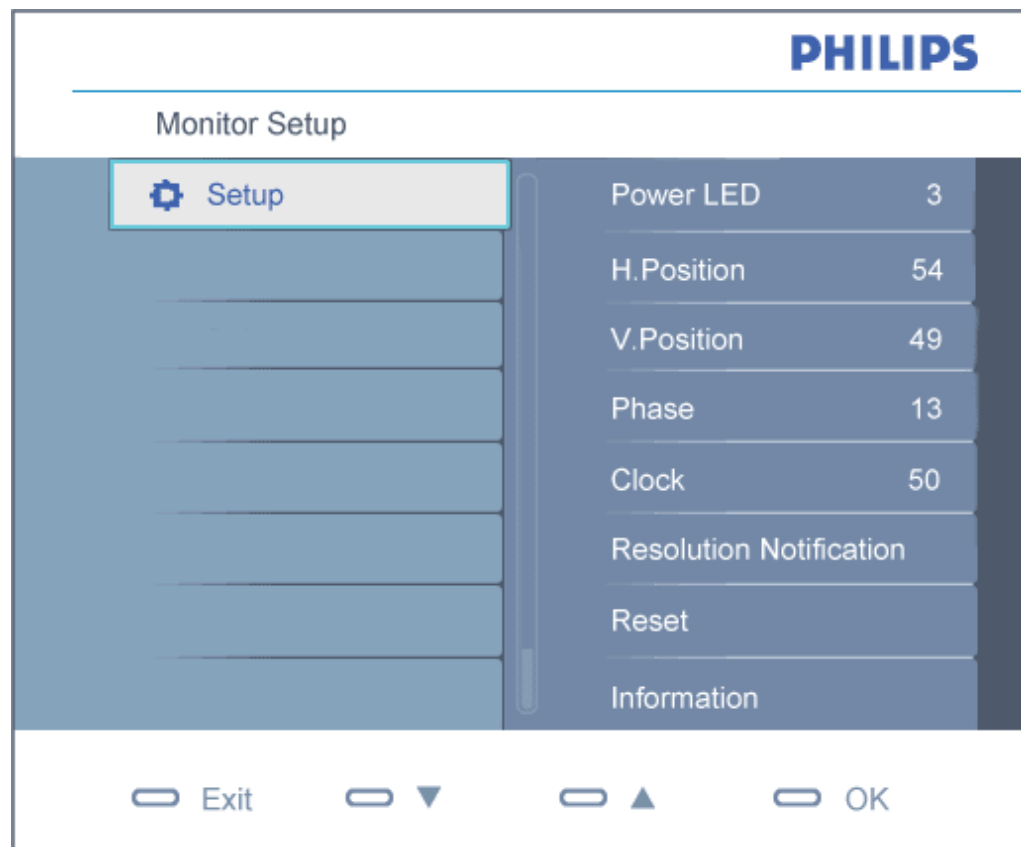 PHILIPS
Monitor Setup
Setup
Power LED 3
H.Position 54
V.Position 49
Phase 13
Clock 50
Resolution Notification
Reset
Information
Exit ▼ ▲ OK